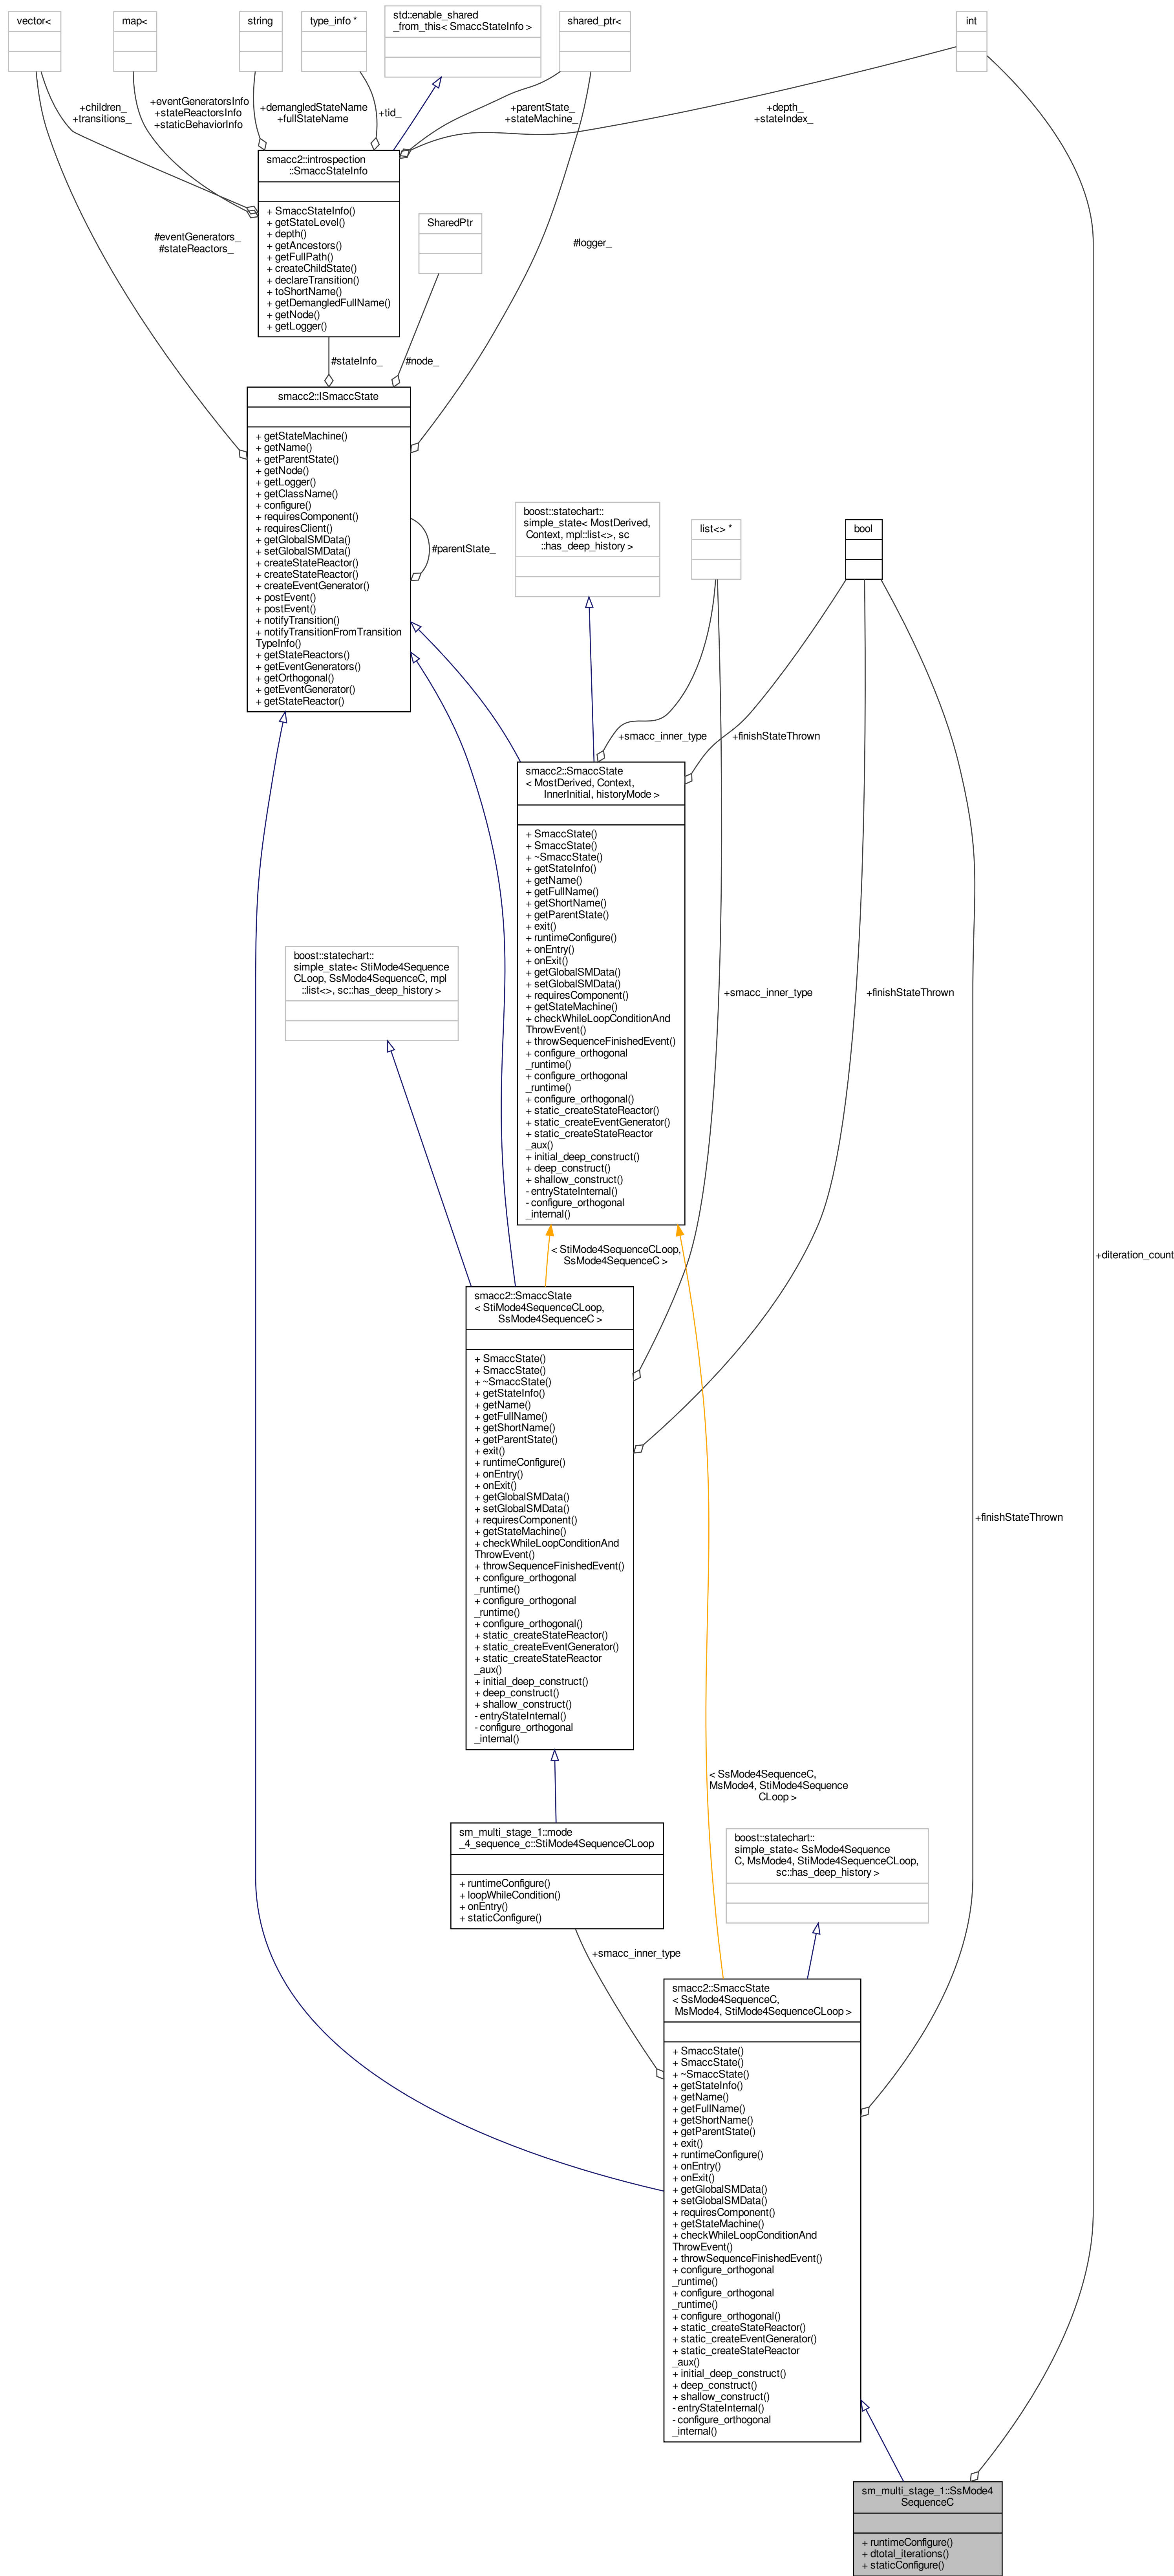 vector<
map<
string
type_info *
std::enable_shared
_from_this< SmaccStateInfo >
shared_ptr<
int
+children_
+transitions_
+eventGeneratorsInfo
+stateReactorsInfo
+staticBehaviorInfo
+demangledStateName
+fullStateName
+tid_
+parentState_
+stateMachine_
+depth_
+stateIndex_
smacc2::introspection
::SmaccStateInfo
+ SmaccStateInfo()
+ getStateLevel()
+ depth()
+ getAncestors()
+ getFullPath()
+ createChildState()
+ declareTransition()
+ toShortName()
+ getDemangledFullName()
+ getNode()
+ getLogger()
SharedPtr
#eventGenerators_
#stateReactors_
#logger_
#stateInfo_
#node_
smacc2::ISmaccState
+ getStateMachine()
+ getName()
+ getParentState()
+ getNode()
+ getLogger()
+ getClassName()
+ configure()
+ requiresComponent()
+ requiresClient()
+ getGlobalSMData()
+ setGlobalSMData()
+ createStateReactor()
+ createStateReactor()
+ createEventGenerator()
+ postEvent()
+ postEvent()
+ notifyTransition()
+ notifyTransitionFromTransition
TypeInfo()
+ getStateReactors()
+ getEventGenerators()
+ getOrthogonal()
+ getEventGenerator()
+ getStateReactor()
#parentState_
boost::statechart::
simple_state< MostDerived,
Context, mpl::list<>, sc
::has_deep_history >
list<> *
bool
+smacc_inner_type
+finishStateThrown
smacc2::SmaccState
< MostDerived, Context,
InnerInitial, historyMode >
+ SmaccState()
+ SmaccState()
+ ~SmaccState()
+ getStateInfo()
+ getName()
+ getFullName()
+ getShortName()
+ getParentState()
+ exit()
+ runtimeConfigure()
+ onEntry()
+ onExit()
+ getGlobalSMData()
+ setGlobalSMData()
+ requiresComponent()
+ getStateMachine()
+ checkWhileLoopConditionAnd
ThrowEvent()
+ throwSequenceFinishedEvent()
+ configure_orthogonal
_runtime()
+ configure_orthogonal
_runtime()
+ configure_orthogonal()
+ static_createStateReactor()
+ static_createEventGenerator()
+ static_createStateReactor
_aux()
+ initial_deep_construct()
+ deep_construct()
+ shallow_construct()
- entryStateInternal()
- configure_orthogonal
_internal()
boost::statechart::
simple_state< StiMode4Sequence
CLoop, SsMode4SequenceC, mpl
::list<>, sc::has_deep_history >
+smacc_inner_type
+finishStateThrown
< StiMode4SequenceCLoop,
SsMode4SequenceC >
+diteration_count
smacc2::SmaccState
< StiMode4SequenceCLoop,
SsMode4SequenceC >
+ SmaccState()
+ SmaccState()
+ ~SmaccState()
+ getStateInfo()
+ getName()
+ getFullName()
+ getShortName()
+ getParentState()
+ exit()
+ runtimeConfigure()
+ onEntry()
+ onExit()
+ getGlobalSMData()
+ setGlobalSMData()
+ requiresComponent()
+ getStateMachine()
+ checkWhileLoopConditionAnd
ThrowEvent()
+ throwSequenceFinishedEvent()
+ configure_orthogonal
_runtime()
+ configure_orthogonal
_runtime()
+ configure_orthogonal()
+ static_createStateReactor()
+ static_createEventGenerator()
+ static_createStateReactor
_aux()
+ initial_deep_construct()
+ deep_construct()
+ shallow_construct()
- entryStateInternal()
- configure_orthogonal
_internal()
+finishStateThrown
< SsMode4SequenceC,
MsMode4, StiMode4Sequence
CLoop >
sm_multi_stage_1::mode
_4_sequence_c::StiMode4SequenceCLoop
+ runtimeConfigure()
+ loopWhileCondition()
+ onEntry()
+ staticConfigure()
boost::statechart::
simple_state< SsMode4Sequence
C, MsMode4, StiMode4SequenceCLoop,
sc::has_deep_history >
+smacc_inner_type
smacc2::SmaccState
< SsMode4SequenceC,
MsMode4, StiMode4SequenceCLoop >
+ SmaccState()
+ SmaccState()
+ ~SmaccState()
+ getStateInfo()
+ getName()
+ getFullName()
+ getShortName()
+ getParentState()
+ exit()
+ runtimeConfigure()
+ onEntry()
+ onExit()
+ getGlobalSMData()
+ setGlobalSMData()
+ requiresComponent()
+ getStateMachine()
+ checkWhileLoopConditionAnd
ThrowEvent()
+ throwSequenceFinishedEvent()
+ configure_orthogonal
_runtime()
+ configure_orthogonal
_runtime()
+ configure_orthogonal()
+ static_createStateReactor()
+ static_createEventGenerator()
+ static_createStateReactor
_aux()
+ initial_deep_construct()
+ deep_construct()
+ shallow_construct()
- entryStateInternal()
- configure_orthogonal
_internal()
sm_multi_stage_1::SsMode4
SequenceC
+ runtimeConfigure()
+ dtotal_iterations()
+ staticConfigure()